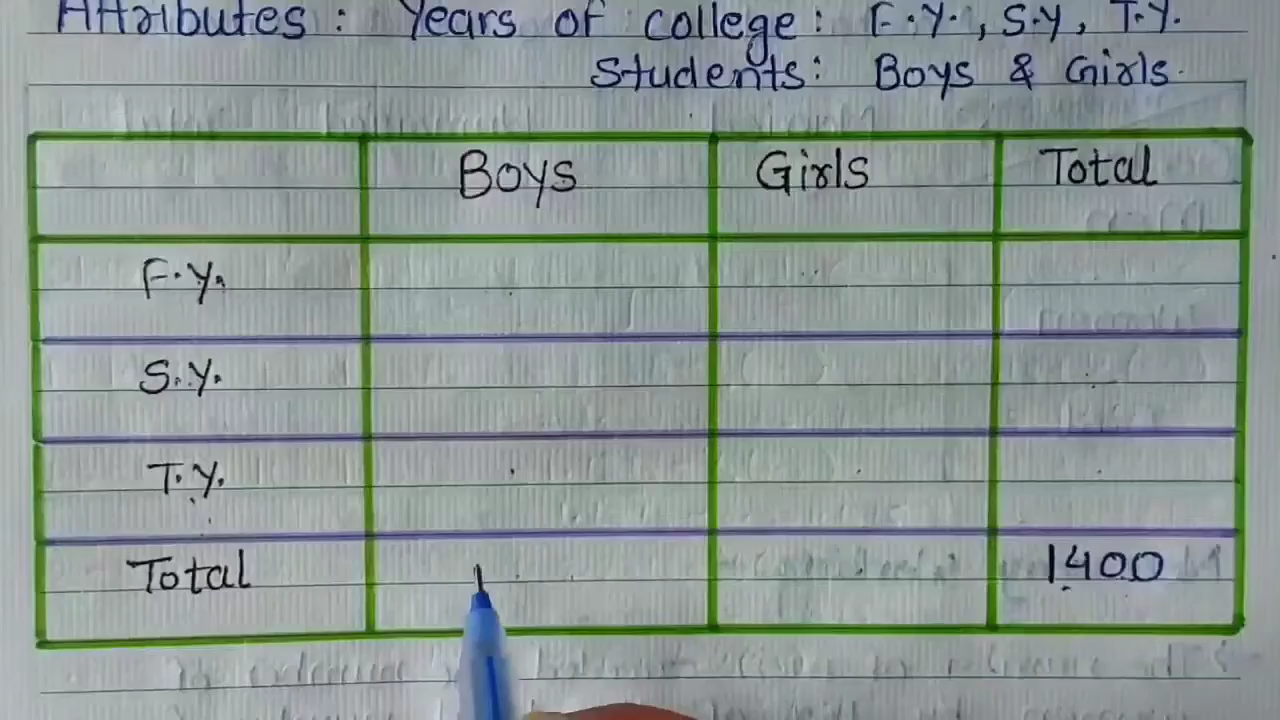 Attributes: Years of college: F.Y., S.Y, T.Y.
Students: Boys & Girls.
Boys Girls Total
F.Y.
S.Y.
T.Y.
Total 1400